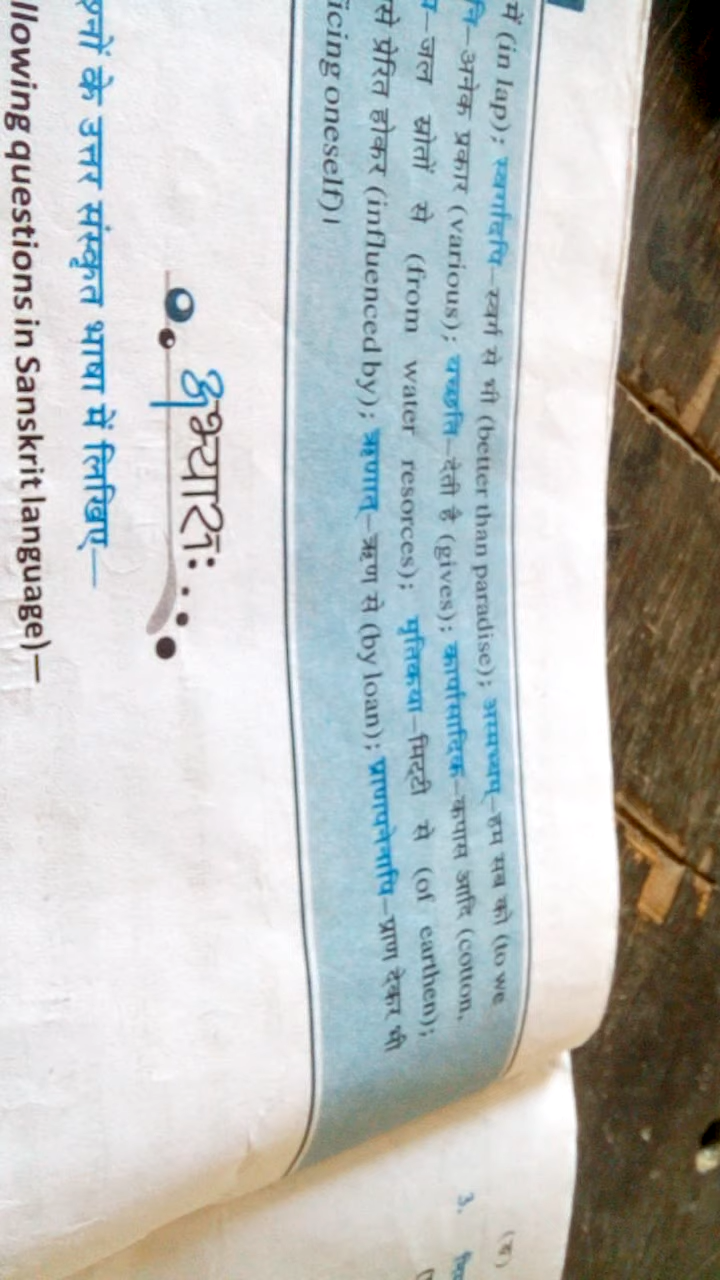 में (in lap); स्वर्गादपि–स्वर्ग से भी (better than paradise); अस्मभ्यम्–हम सब को (to we
नि–अनेक प्रकार (various); यच्छति–देती है (gives); कार्पासादिकं–कपास आदि (cotton,
–जल स्रोतों से (from water resorces); मृत्तिकया–मिट्टी से (of earthen);
से प्रेरित होकर (influenced by); ऋणात्–ऋण से (by loan); प्राणापनेनापि–प्राण देकर भी
icing oneself)।
अभ्यासः...
श्नों के उत्तर संस्कृत भाषा में लिखिए—
llowing questions in Sanskrit language)—
(ङ)
3.